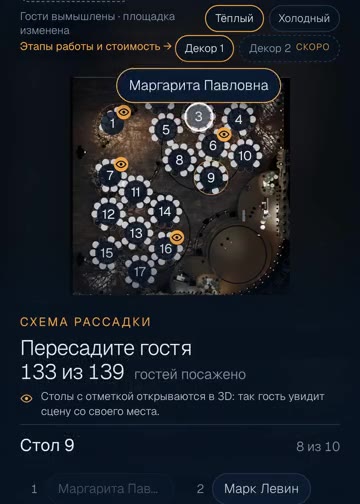 Гости вымышлены · площадка
изменена
Тёплый
Холодный
Этапы работы и стоимость →
Декор 1
Декор 2 СКОРО
Маргарита Павловна
1
3
4
5
6
8
10
7
9
11
12
14
13
15
16
17
СХЕМА РАССАДКИ
Пересадите гостя
133 из 139 гостей посажено
Столы с отметкой открываются в 3D: так гость увидит
сцену со своего места.
Стол 9
8 из 10
1 Маргарита Пав...
2 Марк Левин